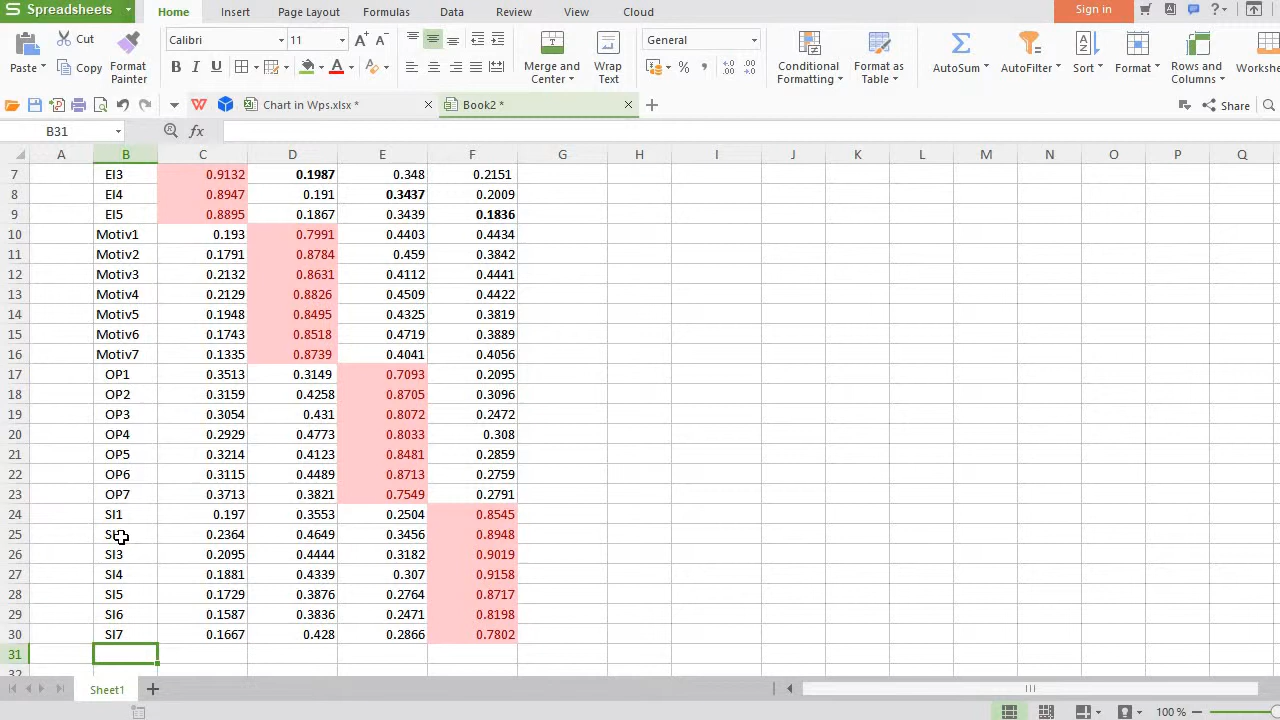 Spreadsheets Home Insert Page Layout Formulas Data Review View Cloud Sign in
Cut Calibri 11 General
Paste Copy Format Painter B I U Merge and Center Wrap Text Conditional Formatting Format as Table AutoSum AutoFilter Sort Format Rows and Columns Workshe
Chart in Wps.xlsx * Book2 * Share
B31 fx
A B C D E F G H I J K L M N O P Q
7 EI3 0.9132 0.1987 0.348 0.2151
8 EI4 0.8947 0.191 0.3437 0.2009
9 EI5 0.8895 0.1867 0.3439 0.1836
10 Motiv1 0.193 0.7991 0.4403 0.4434
11 Motiv2 0.1791 0.8784 0.459 0.3842
12 Motiv3 0.2132 0.8631 0.4112 0.4441
13 Motiv4 0.2129 0.8826 0.4509 0.4422
14 Motiv5 0.1948 0.8495 0.4325 0.3819
15 Motiv6 0.1743 0.8518 0.4719 0.3889
16 Motiv7 0.1335 0.8739 0.4041 0.4056
17 OP1 0.3513 0.3149 0.7093 0.2095
18 OP2 0.3159 0.4258 0.8705 0.3096
19 OP3 0.3054 0.431 0.8072 0.2472
20 OP4 0.2929 0.4773 0.8033 0.308
21 OP5 0.3214 0.4123 0.8481 0.2859
22 OP6 0.3115 0.4489 0.8713 0.2759
23 OP7 0.3713 0.3821 0.7549 0.2791
24 SI1 0.197 0.3553 0.2504 0.8545
25 0.2364 0.4649 0.3456 0.8948
26 SI3 0.2095 0.4444 0.3182 0.9019
27 SI4 0.1881 0.4339 0.307 0.9158
28 SI5 0.1729 0.3876 0.2764 0.8717
29 SI6 0.1587 0.3836 0.2471 0.8198
30 SI7 0.1667 0.428 0.2866 0.7802
31
32
Sheet1
100 %